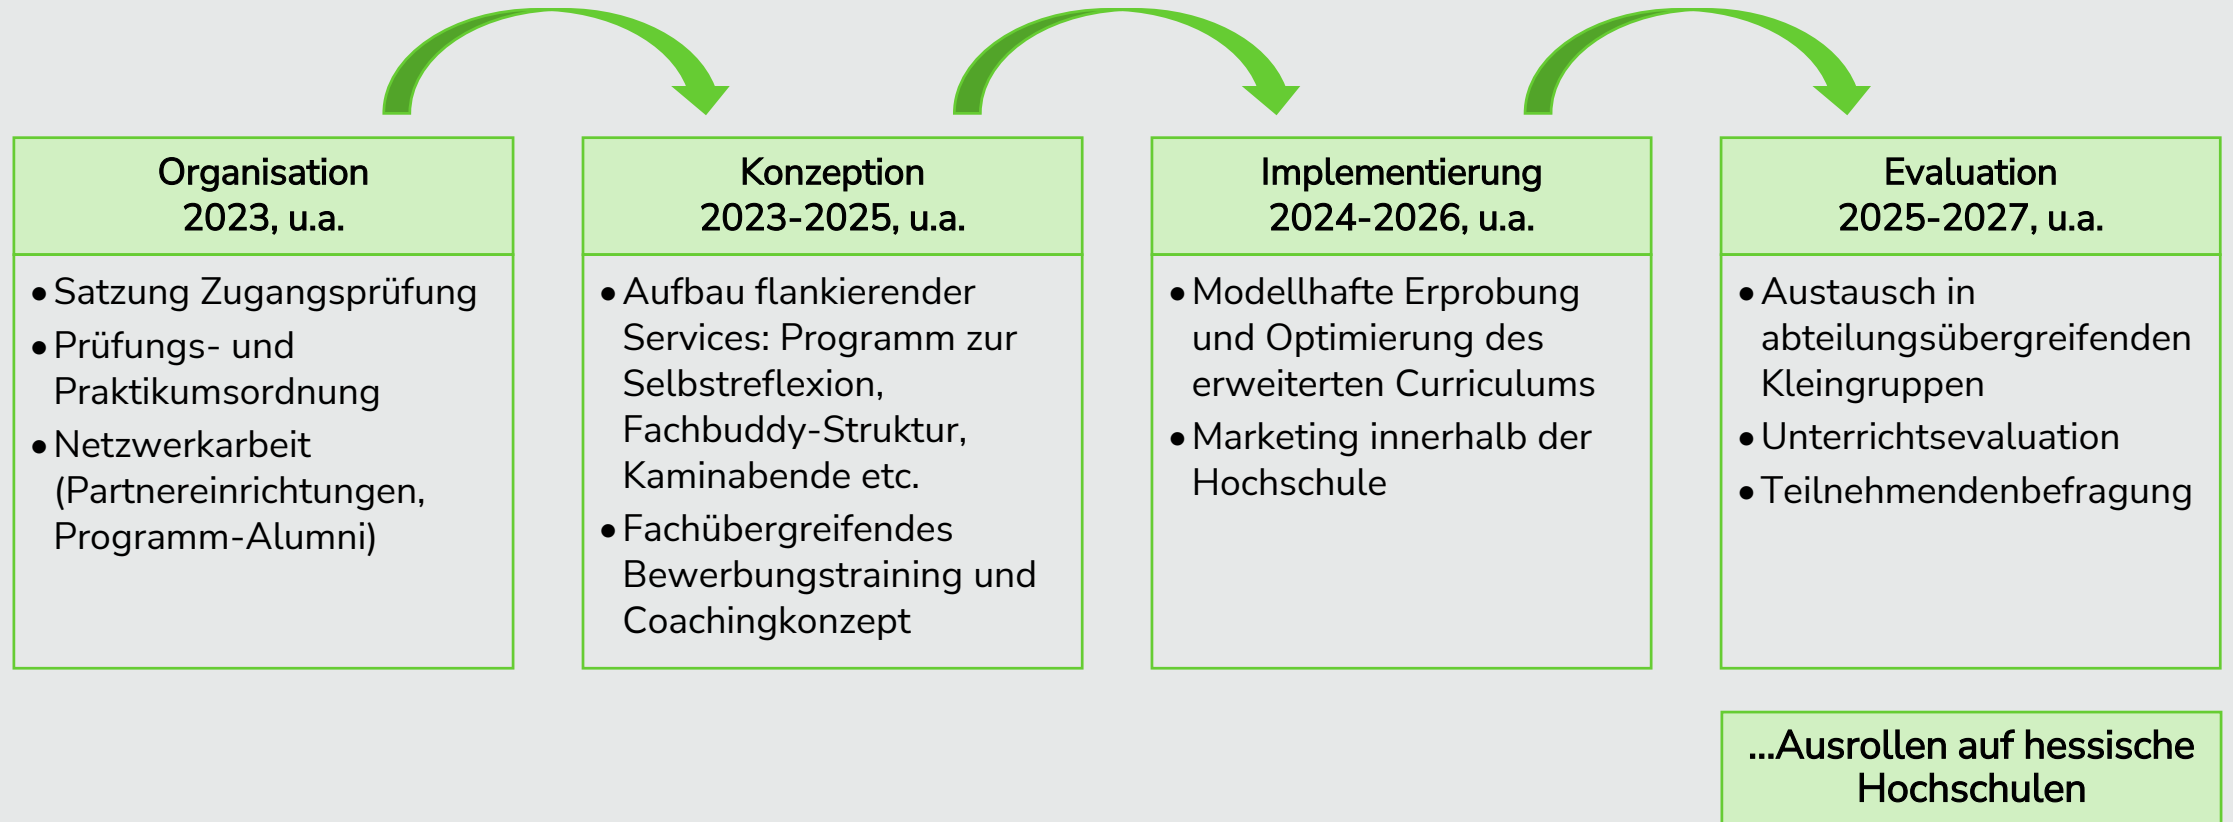 Organisation
2023, u.a.
• Satzung Zugangsprüfung
• Prüfungs- und
Praktikumsordnung
• Netzwerkarbeit
(Partnereinrichtungen,
Programm-Alumni)
Konzeption
2023-2025, u.a.
• Aufbau flankierender
Services: Programm zur
Selbstreflexion,
Fachbuddy-Struktur,
Kaminabende etc.
• Fachübergreifendes
Bewerbungstraining und
Coachingkonzept
Implementierung
2024-2026, u.a.
• Modellhafte Erprobung
und Optimierung des
erweiterten Curriculums
• Marketing innerhalb der
Hochschule
Evaluation
2025-2027, u.a.
• Austausch in
abteilungsübergreifenden
Kleingruppen
• Unterrichtsevaluation
• Teilnehmendenbefragung
...Ausrollen auf hessische
Hochschulen